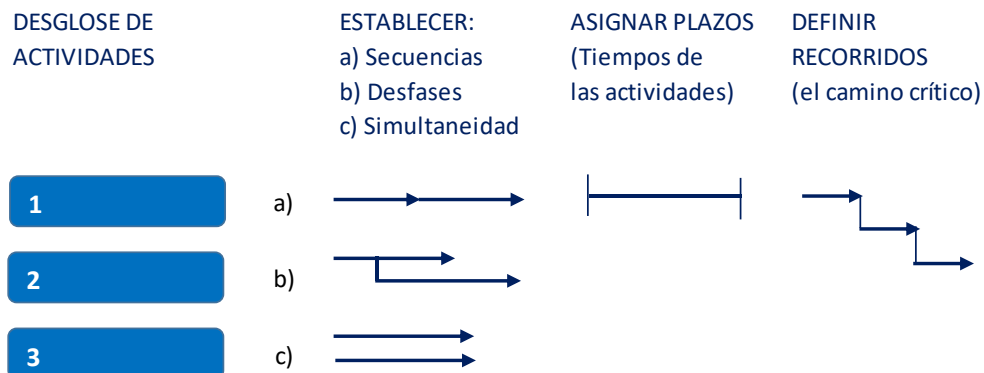 DESGLOSE DE
ACTIVIDADES
ESTABLECER:
a) Secuencias
b) Desfases
c) Simultaneidad
ASIGNAR PLAZOS
(Tiempos de
las actividades)
DEFINIR
RECORRIDOS
(el camino crítico)
1
a)
2
b)
3
c)